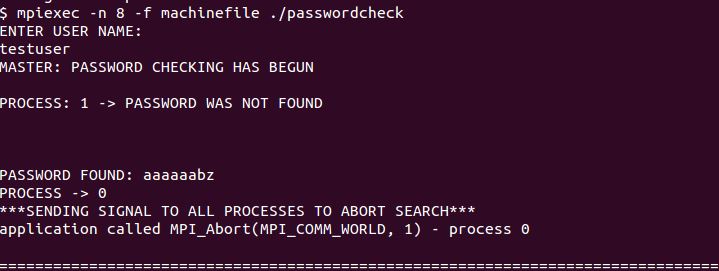 $ mpiexec -n 8 -f machinefile ./passwordcheck
ENTER USER NAME:
testuser
MASTER: PASSWORD CHECKING HAS BEGUN
PROCESS: 1 -> PASSWORD WAS NOT FOUND
PASSWORD FOUND: aaaaaabz
PROCESS -> 0
***SENDING SIGNAL TO ALL PROCESSES TO ABORT SEARCH***
application called MPI_Abort(MPI_COMM_WORLD, 1) - process 0
================================================================================